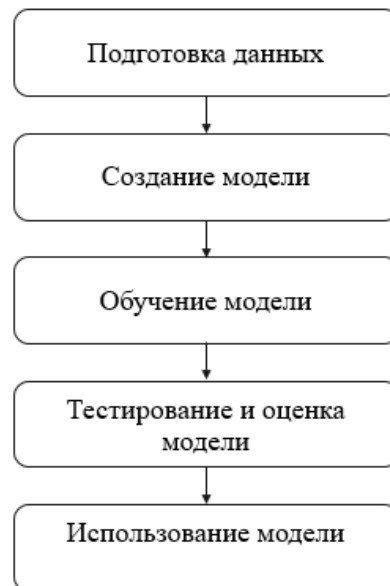 Подготовка данных
Создание модели
Обучение модели
Тестирование и оценка
модели
Использование модели